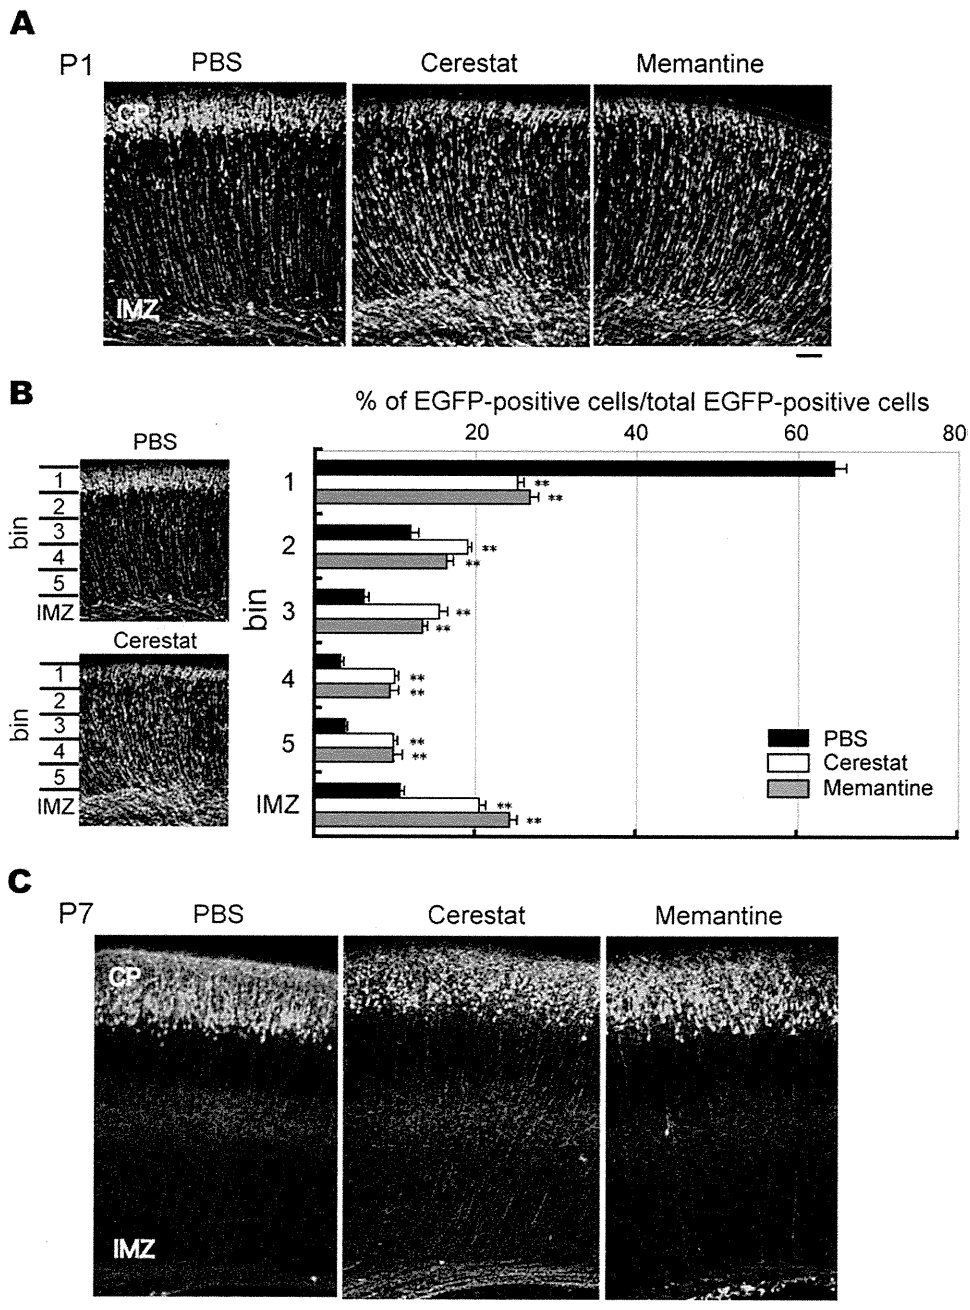 A
P1
PBS
Cerestat
Memantine
CP
IMZ
B
PBS
bin
1
2
3
4
5
IMZ
Cerestat
bin
1
2
3
4
5
IMZ
% of EGFP-positive cells/total EGFP-positive cells
20 40 60 80
bin
1
**
**
2
**
**
3
**
**
4
**
**
5
**
**
IMZ
**
**
PBS
Cerestat
Memantine
C
P7
PBS
Cerestat
Memantine
CP
IMZ